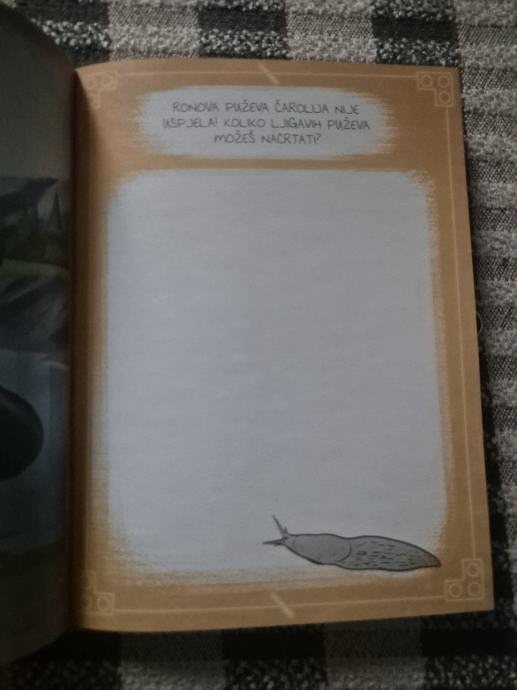 RONOVA PUŽEVA ČAROLIJA NIJE
USPJELA! KOLIKO LJIGAVIH PUŽEVA
MOŽEŠ NACRTATI?